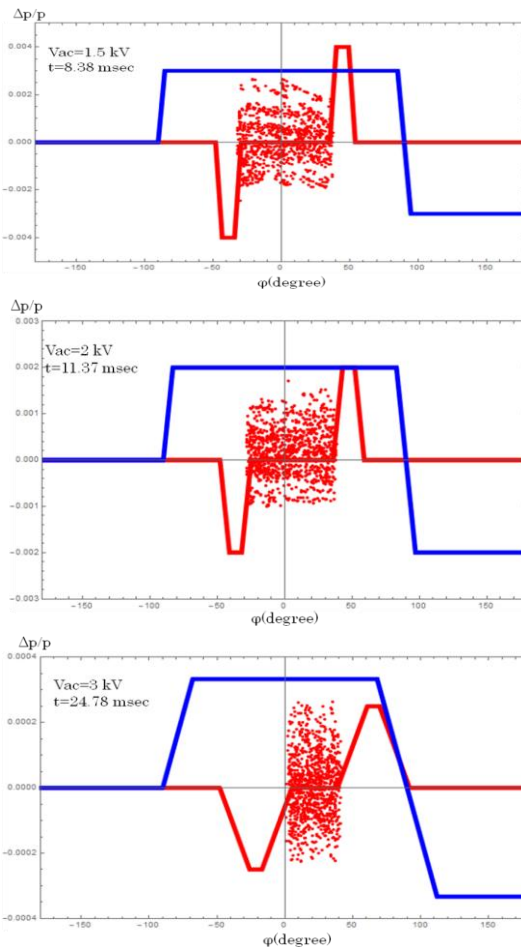 Δp/p
0.004
Vac=1.5 kV
t=8.38 msec
0.002
0.000
-0.002
-0.004
-150 -100 -50 0 50 100 150
φ(degree)
0.003
Vac=2 kV
t=11.37 msec
0.002
0.001
0.000
-0.001
-0.002
-0.003
-150 -100 -50 0 50 100 150
φ(degree)
Δp/p
0.0004
Vac=3 kV
t=24.78 msec
0.0002
0.0000
-0.0002
-0.0004
-150 -100 -50 0 50 100 150
φ(degree)